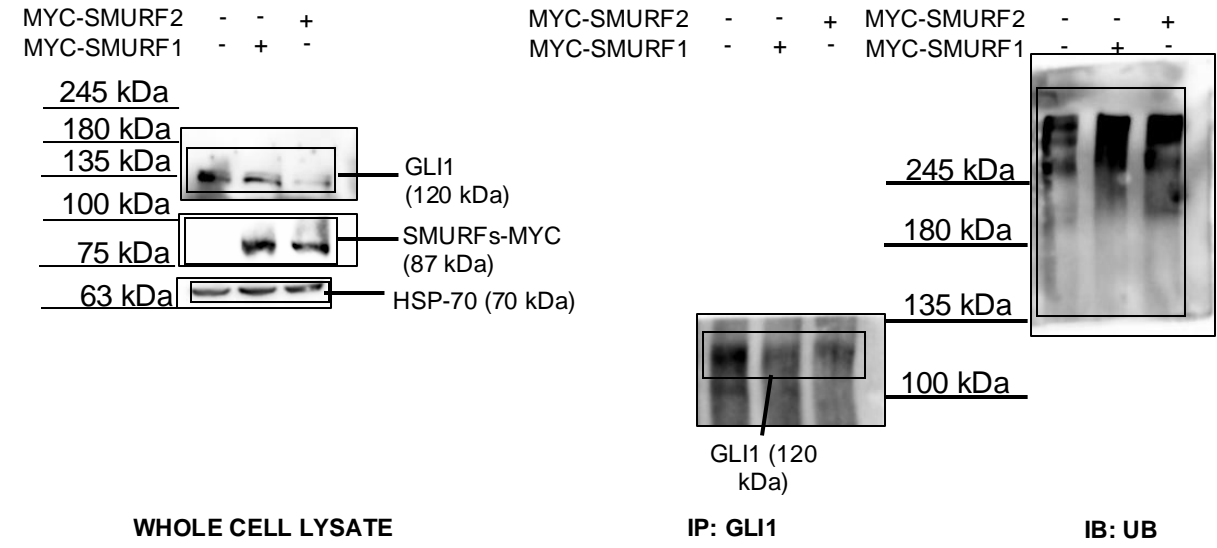 MYC-SMURF2 - - +
MYC-SMURF1 - + -
245 kDa
180 kDa
135 kDa
100 kDa
75 kDa
63 kDa
GLI1
(120 kDa)
SMURFs-MYC
(87 kDa)
HSP-70 (70 kDa)
WHOLE CELL LYSATE
MYC-SMURF2 - - +
MYC-SMURF1 - + -
GLI1 (120
kDa)
IP: GLI1
MYC-SMURF2 - - +
MYC-SMURF1 - + -
245 kDa
180 kDa
135 kDa
100 kDa
IB: UB